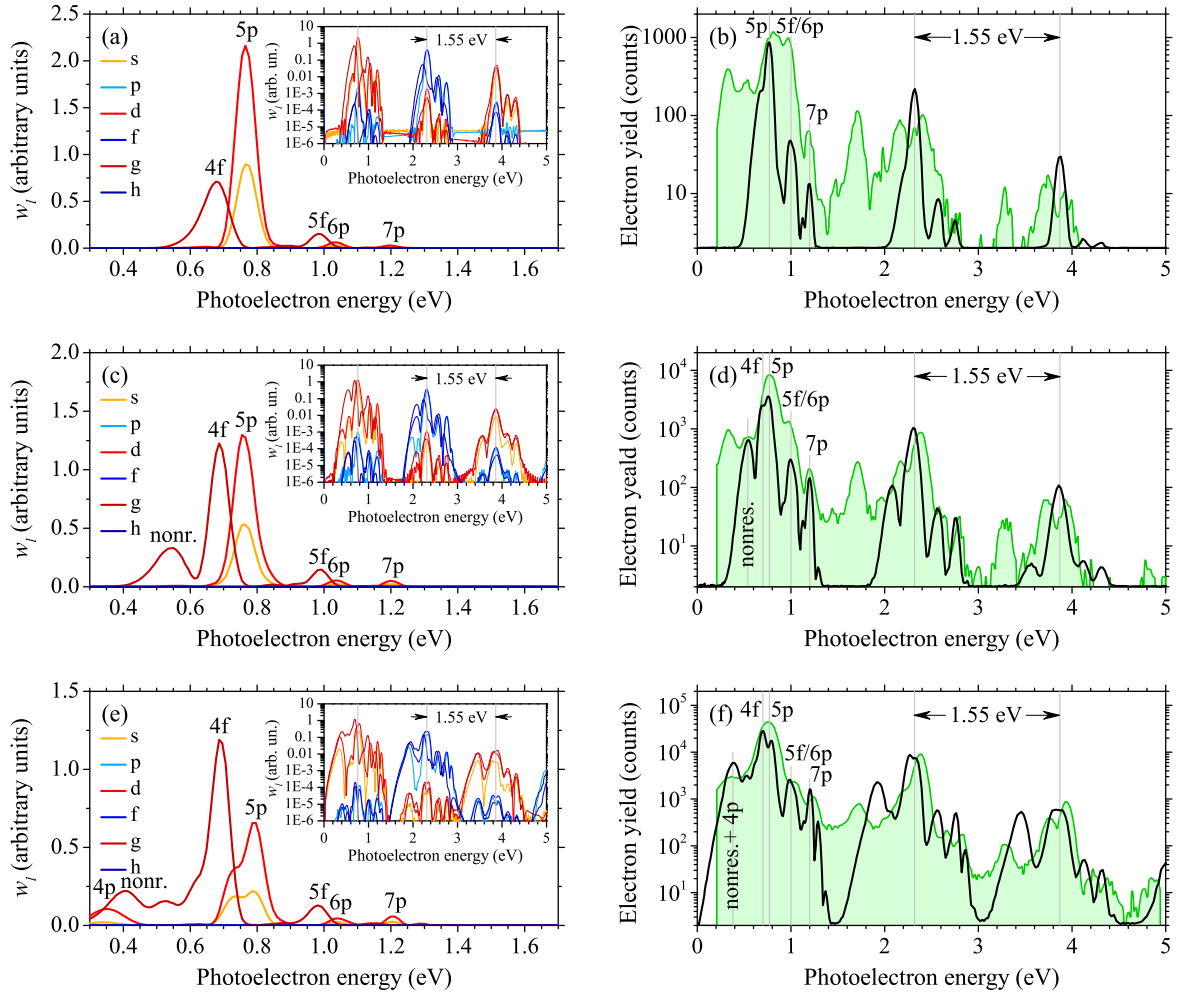 (a)
w_l (arbitrary units)
2.5
2.0
1.5
1.0
0.5
0.0
s
p
d
f
g
h
4f
5p
5f
6p
7p
0.4 0.6 0.8 1.0 1.2 1.4 1.6
Photoelectron energy (eV)
w_l (arb. un.)
10
1
0.1
0.01
1E-3
1E-4
1E-5
1E-6
1.55 eV
0 1 2 3 4 5
Photoelectron energy (eV)
(b)
Electron yield (counts)
1000
100
10
5p 5f/6p
7p
1.55 eV
0 1 2 3 4 5
Photoelectron energy (eV)
(c)
w_l (arbitrary units)
2.0
1.5
1.0
0.5
0.0
s
p
d
f
g
h
nonr.
4f
5p
5f
6p
7p
0.4 0.6 0.8 1.0 1.2 1.4 1.6
Photoelectron energy (eV)
w_l (arb. un.)
10
1
0.1
0.01
1E-3
1E-4
1E-5
1E-6
1.55 eV
0 1 2 3 4 5
Photoelectron energy (eV)
(d)
Electron yeald (counts)
10^4
10^3
10^2
10^1
nonres.
4f 5p
5f/6p
7p
1.55 eV
0 1 2 3 4 5
Photoelectron energy (eV)
(e)
w_l (arbitrary units)
1.5
1.0
0.5
0.0
s
p
d
f
g
h
4p
nonr.
4f
5p
5f
6p
7p
0.4 0.6 0.8 1.0 1.2 1.4 1.6
Photoelectron energy (eV)
w_l (arb. un.)
10
1
0.1
0.01
1E-3
1E-4
1E-5
1E-6
1.55 eV
0 1 2 3 4 5
Photoelectron energy (eV)
(f)
Electron yield (counts)
10^5
10^4
10^3
10^2
10^1
nonres.+ 4p
4f 5p
5f/6p
7p
1.55 eV
0 1 2 3 4 5
Photoelectron energy (eV)